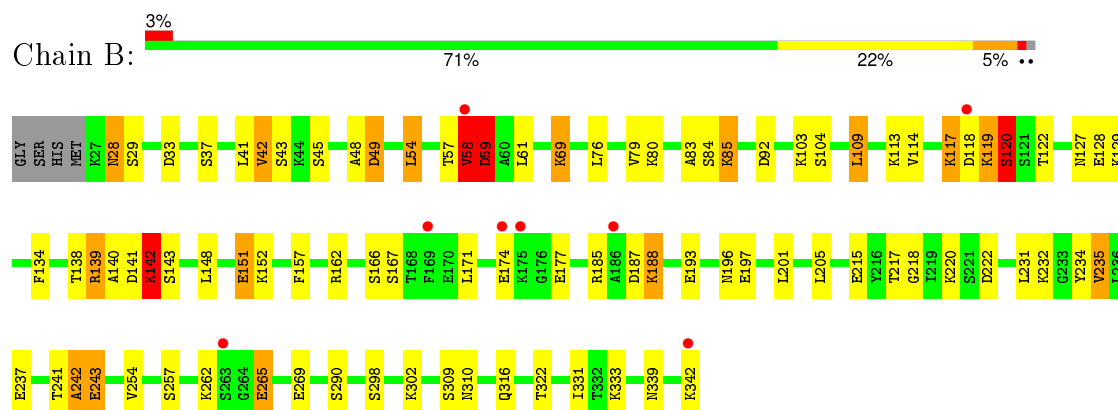 3%
Chain B:
71% 22% 5% ••
GLY SER HIS MET K27 N28 S29 D33 S37 L41 V42 S43 K44 S45 A48 D49 L54 T57 V58 D59 A60 L61 K69 L76 V79 K80 A83 S84 K85 D92 K103 S104 L109 K113 V114 K117 D118 K119 S120 S121 T122 N127 E128 K129
F134 T138 R139 A140 D141 K142 S143 L148 E151 K152 F157 R162 S166 S167 T168 F169 E170 L171 E174 K175 G176 E177 R185 A186 D187 K188 E193 N196 E197 L201 L205 E215 Y216 T217 G218 I219 K220 S221 D222 L231 K232 G233 Y234 V235 L236
E237 T241 A242 E243 V254 S257 K262 S263 G264 E265 E269 S290 S298 K302 S309 N310 Q316 T322 I331 T332 K333 N339 K342